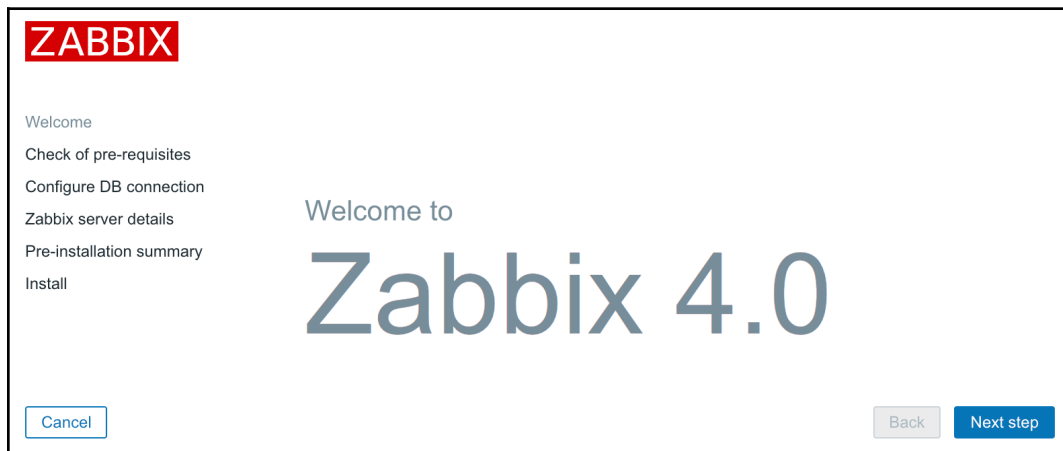 ZABBIX
Welcome
Check of pre-requisites
Configure DB connection
Zabbix server details
Pre-installation summary
Install
Welcome to
Zabbix 4.0
Cancel
Back
Next step